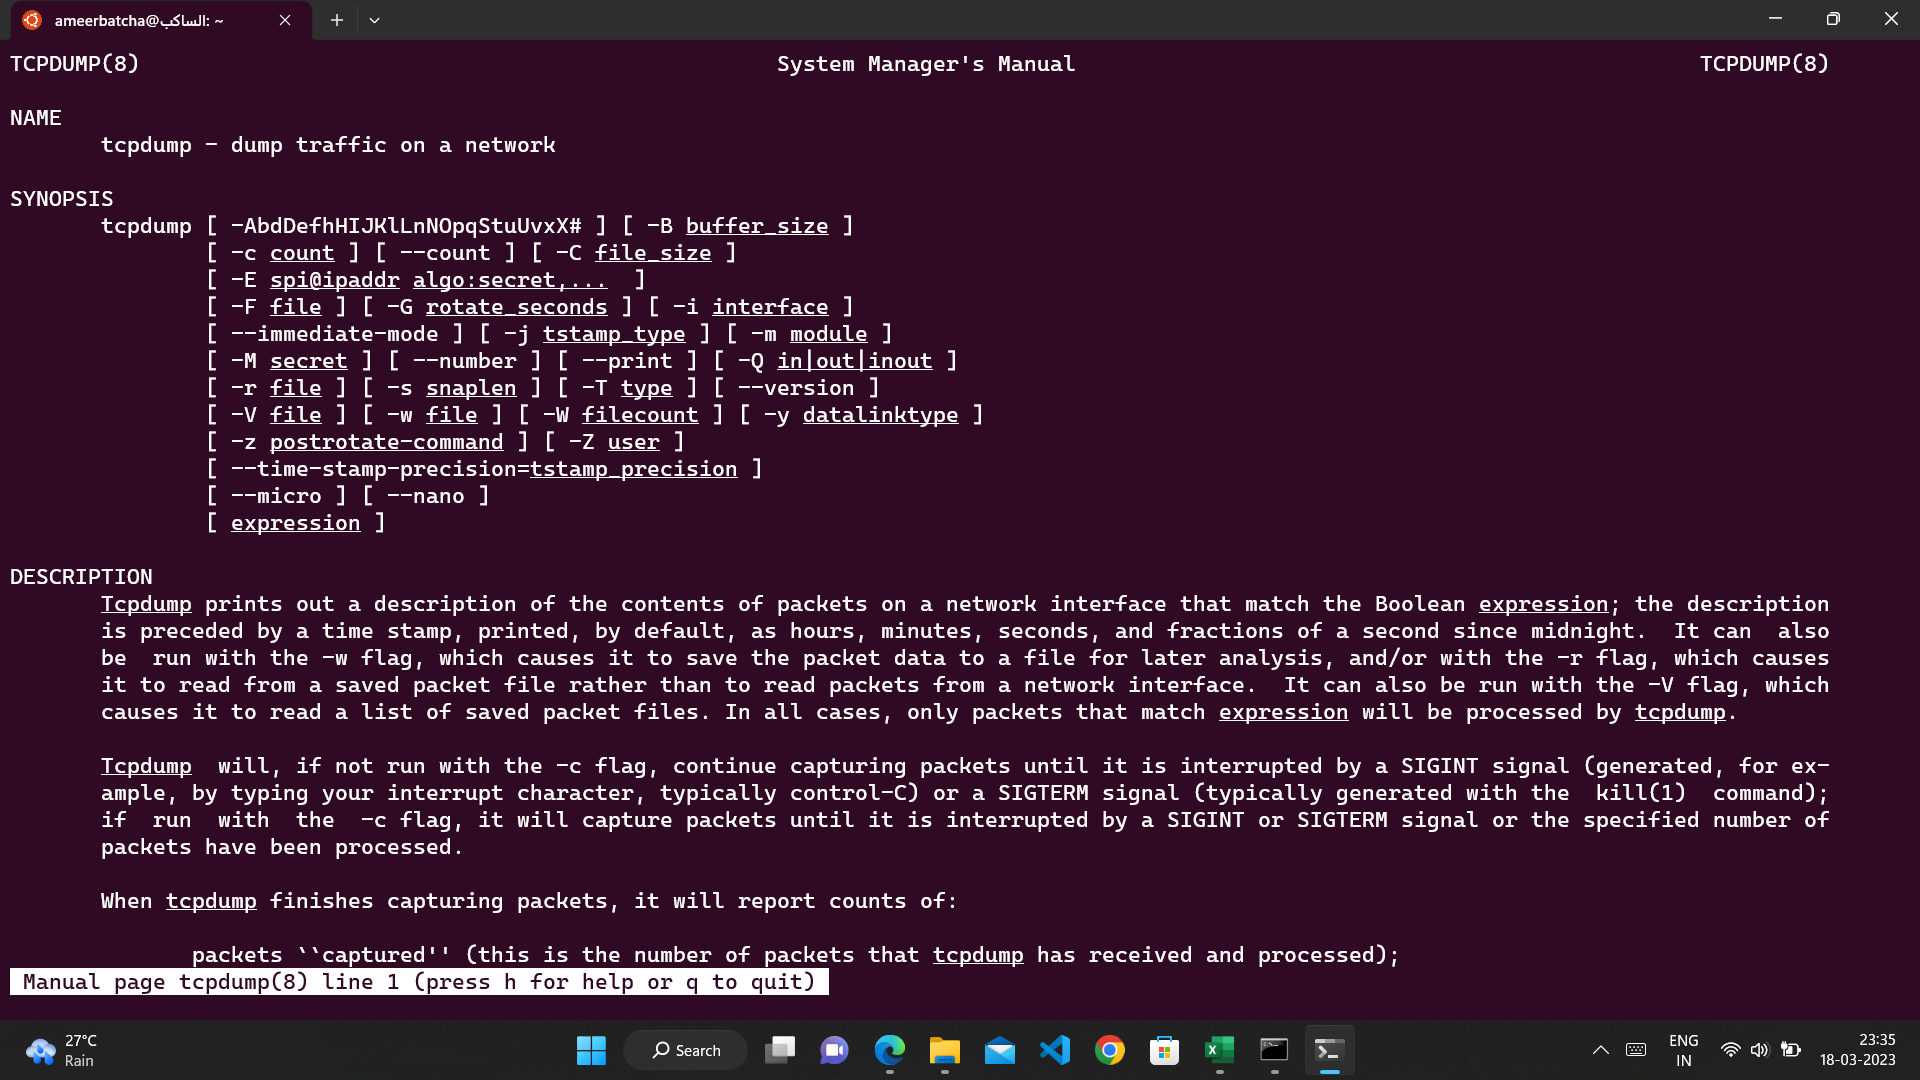 ameerbatcha@الساكب: ~
TCPDUMP(8) System Manager's Manual TCPDUMP(8)
NAME
tcpdump - dump traffic on a network
SYNOPSIS
tcpdump [ -AbdDefhHIJKlLnNOpqStuUvxX# ] [ -B buffer_size ]
[ -c count ] [ --count ] [ -C file_size ]
[ -E spi@ipaddr algo:secret,...  ]
[ -F file ] [ -G rotate_seconds ] [ -i interface ]
[ --immediate-mode ] [ -j tstamp_type ] [ -m module ]
[ -M secret ] [ --number ] [ --print ] [ -Q in|out|inout ]
[ -r file ] [ -s snaplen ] [ -T type ] [ --version ]
[ -V file ] [ -w file ] [ -W filecount ] [ -y datalinktype ]
[ -z postrotate-command ] [ -Z user ]
[ --time-stamp-precision=tstamp_precision ]
[ --micro ] [ --nano ]
[ expression ]
DESCRIPTION
Tcpdump prints out a description of the contents of packets on a network interface that match the Boolean expression; the description
is preceded by a time stamp, printed, by default, as hours, minutes, seconds, and fractions of a second since midnight.  It can  also
be  run with the -w flag, which causes it to save the packet data to a file for later analysis, and/or with the -r flag, which causes
it to read from a saved packet file rather than to read packets from a network interface.  It can also be run with the -V flag, which
causes it to read a list of saved packet files. In all cases, only packets that match expression will be processed by tcpdump.
Tcpdump  will, if not run with the -c flag, continue capturing packets until it is interrupted by a SIGINT signal (generated, for ex-
ample, by typing your interrupt character, typically control-C) or a SIGTERM signal (typically generated with the  kill(1)  command);
if  run  with  the  -c flag, it will capture packets until it is interrupted by a SIGINT or SIGTERM signal or the specified number of
packets have been processed.
When tcpdump finishes capturing packets, it will report counts of:
packets ``captured'' (this is the number of packets that tcpdump has received and processed);
Manual page tcpdump(8) line 1 (press h for help or q to quit)
27°C
Rain
Search
ENG
IN
23:35
18-03-2023